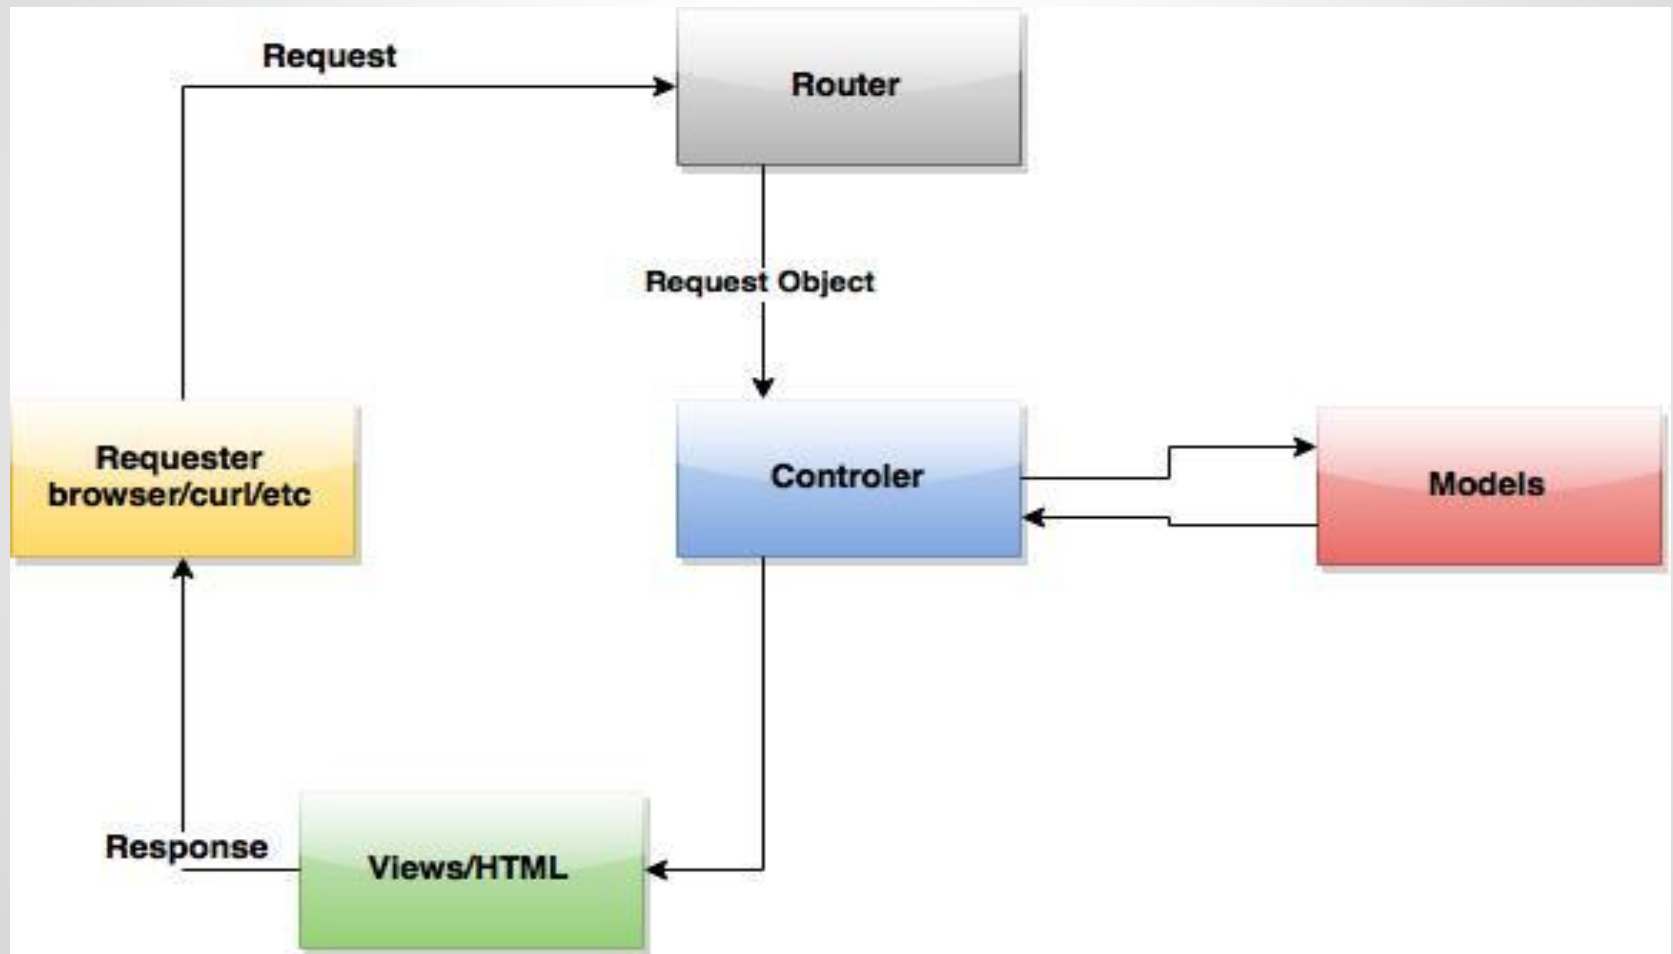 Request
Router
Request Object
Requester
browser/curl/etc
Controler
Models
Response
Views/HTML